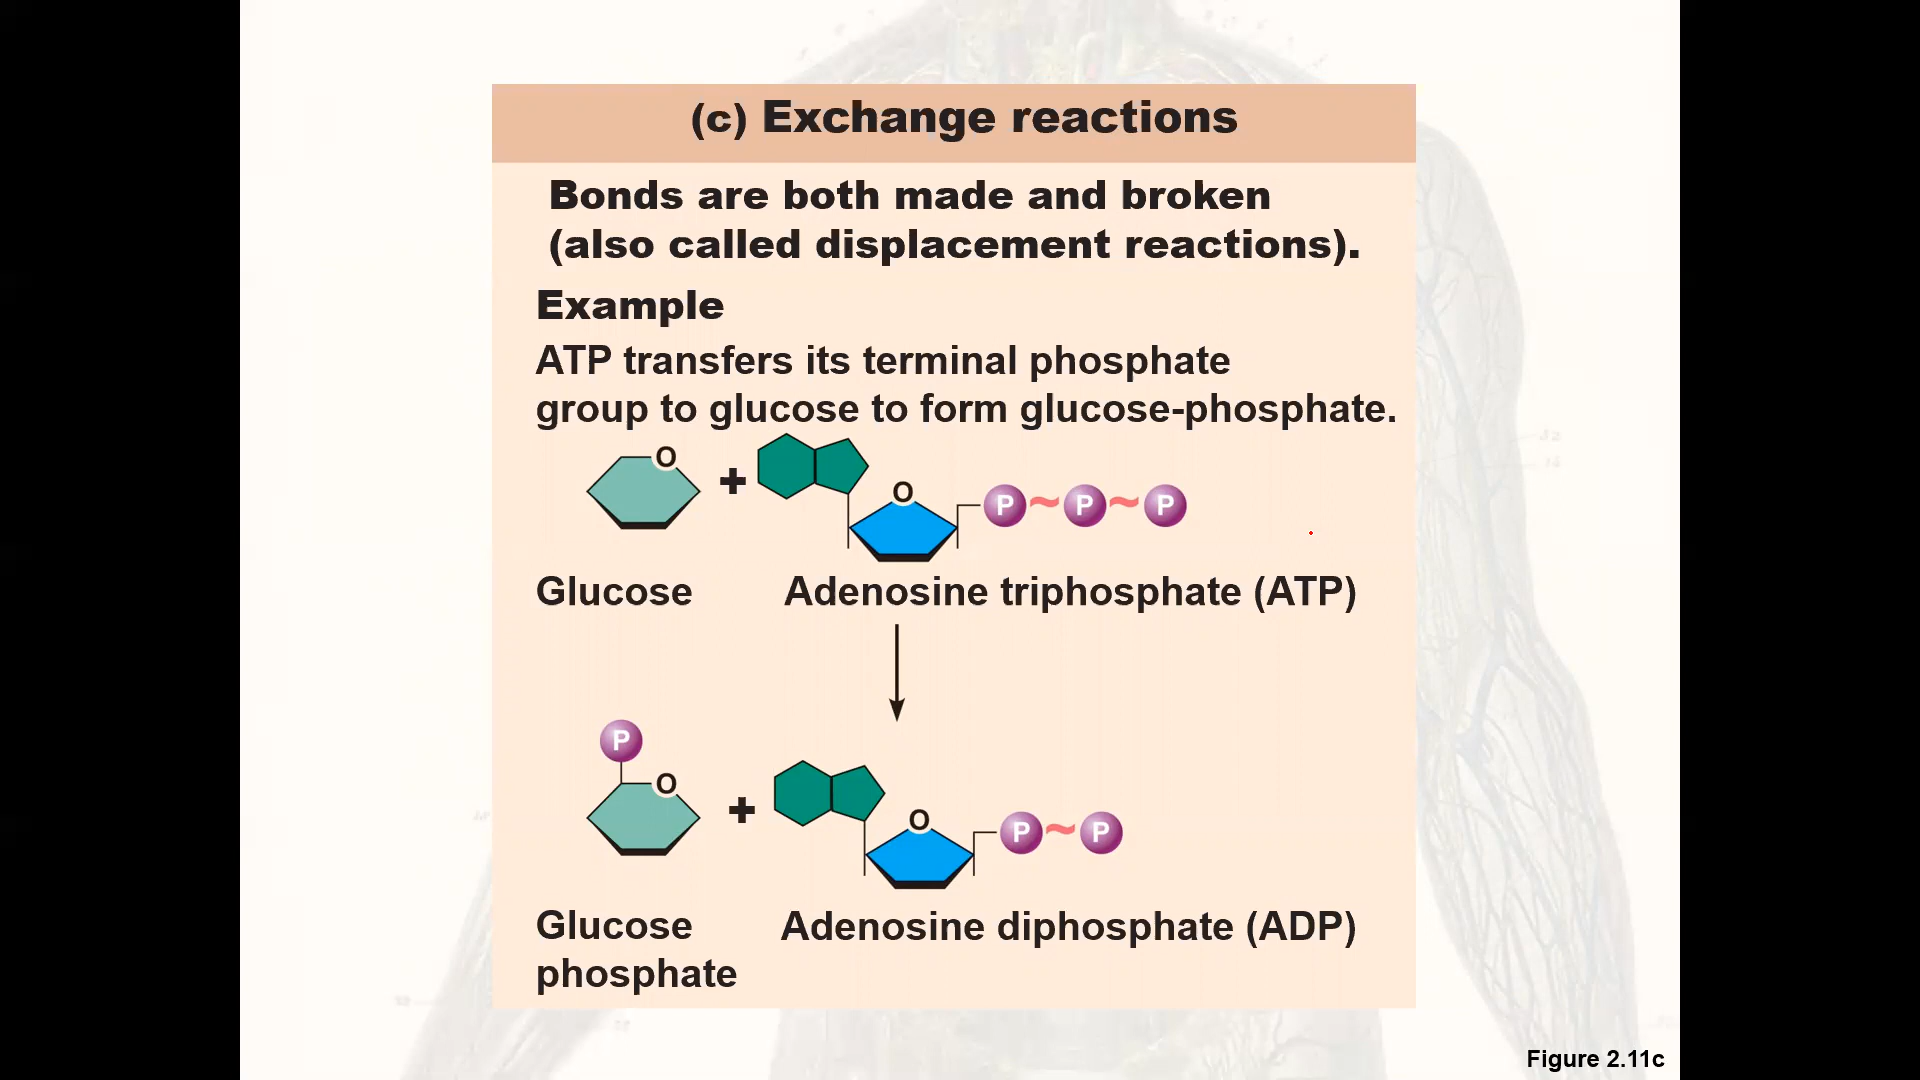 (c) Exchange reactions
Bonds are both made and broken
(also called displacement reactions).
Example
ATP transfers its terminal phosphate
group to glucose to form glucose-phosphate.
O
+
O
P ~ P ~ P
Glucose
Adenosine triphosphate (ATP)
P
O
+
O
P ~ P
Glucose
phosphate
Adenosine diphosphate (ADP)
Figure 2.11c